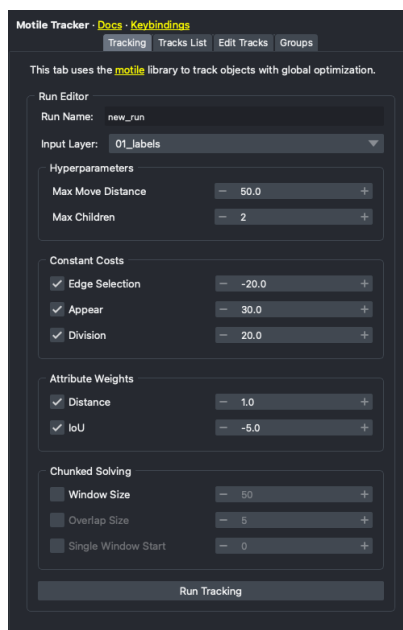 Motile Tracker · Docs · Keybindings
Tracking Tracks List Edit Tracks Groups
This tab uses the motile library to track objects with global optimization.
Run Editor
Run Name: new_run
Input Layer: 01_labels
Hyperparameters
Max Move Distance − 50.0 +
Max Children − 2 +
Constant Costs
Edge Selection − -20.0 +
Appear − 30.0 +
Division − 20.0 +
Attribute Weights
Distance − 1.0 +
IoU − -5.0 +
Chunked Solving
Window Size − 50 +
Overlap Size − 5 +
Single Window Start − 0 +
Run Tracking